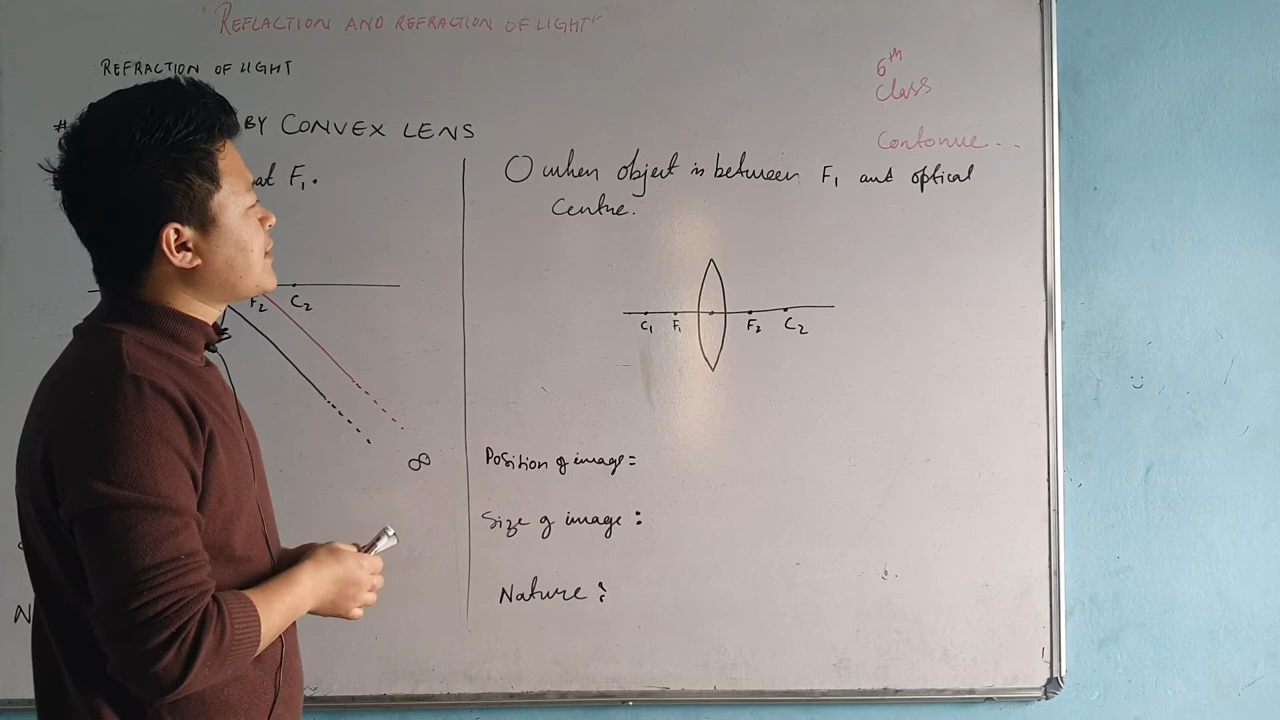 REFLACTION AND REFRACTION OF LIGHT
REFRACTION OF LIGHT
6th
Class
Contonue...
# BY CONVEX LENS
at F1.
O when object is between F1 and optical
Centre.
F2 C2
C1 F1 F2 C2
∞
Position of image=
Size of image :
Nature :
N